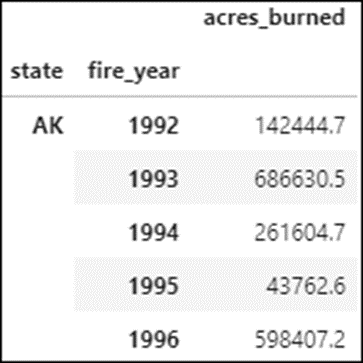 acres_burned
state fire_year
AK 1992 142444.7
1993 686630.5
1994 261604.7
1995 43762.6
1996 598407.2